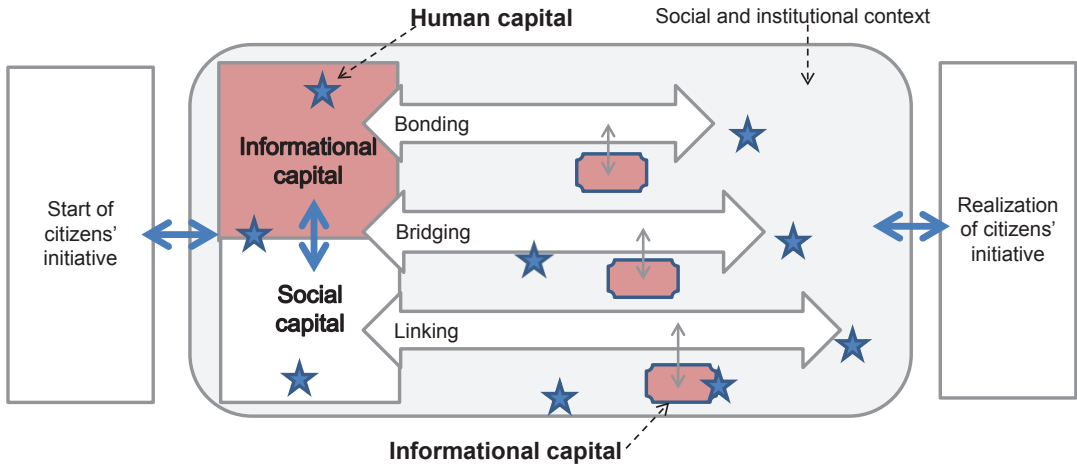 Human capital
Social and institutional context
Bonding
Informational
capital
Start of
citizens’
initiative
Bridging
Realization
of citizens’
initiative
Social
capital
Linking
Informational capital